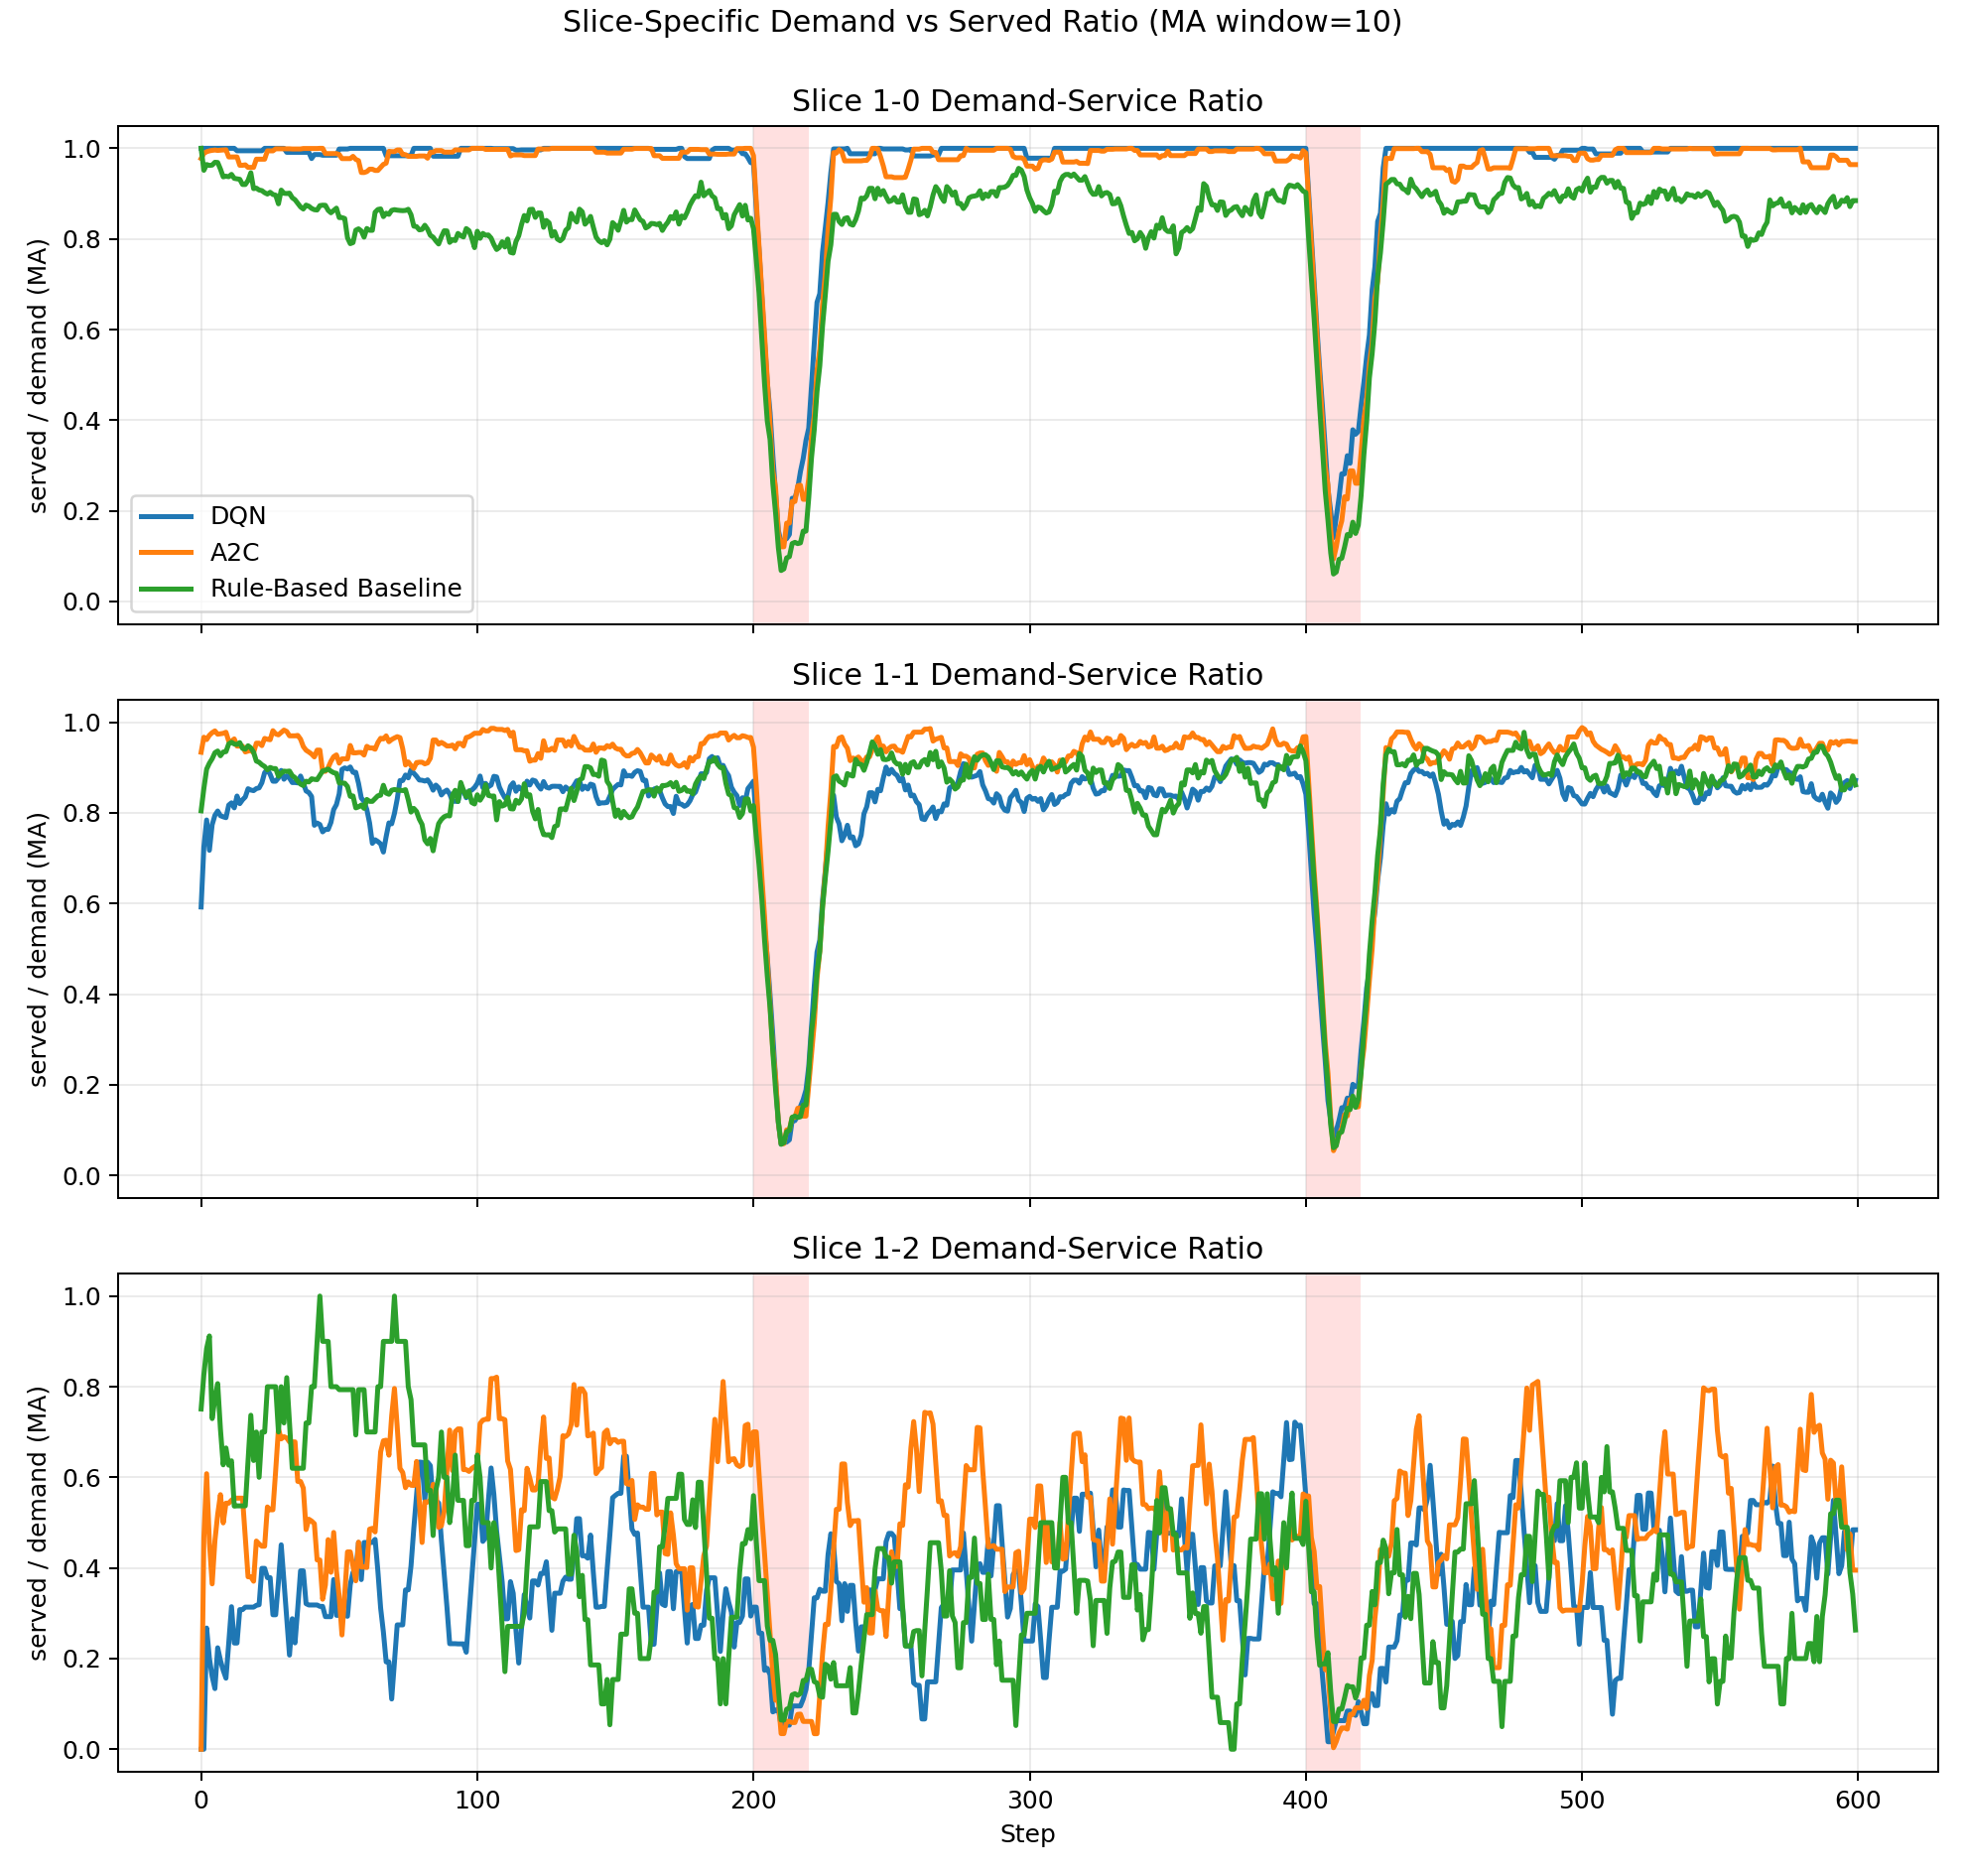 Slice-Specific Demand vs Served Ratio (MA window=10)
Slice 1-0 Demand-Service Ratio
served / demand (MA)
1.0
0.8
0.6
0.4
0.2
0.0
DQN
A2C
Rule-Based Baseline
Slice 1-1 Demand-Service Ratio
served / demand (MA)
1.0
0.8
0.6
0.4
0.2
0.0
Slice 1-2 Demand-Service Ratio
served / demand (MA)
1.0
0.8
0.6
0.4
0.2
0.0
0 100 200 300 400 500 600
Step